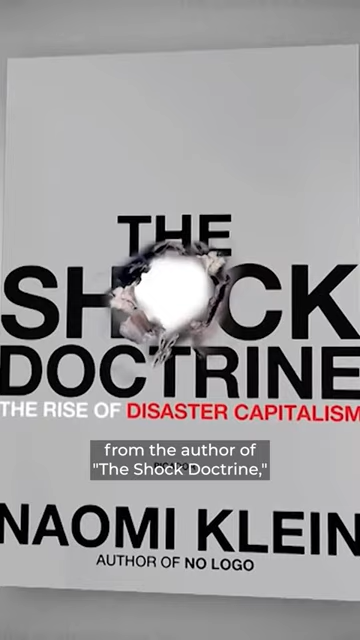 THE
SHOCK
DOCTRINE
THE RISE OF DISASTER CAPITALISM
from the author of
"The Shock Doctrine,"
NAOMI KLEIN
AUTHOR OF NO LOGO